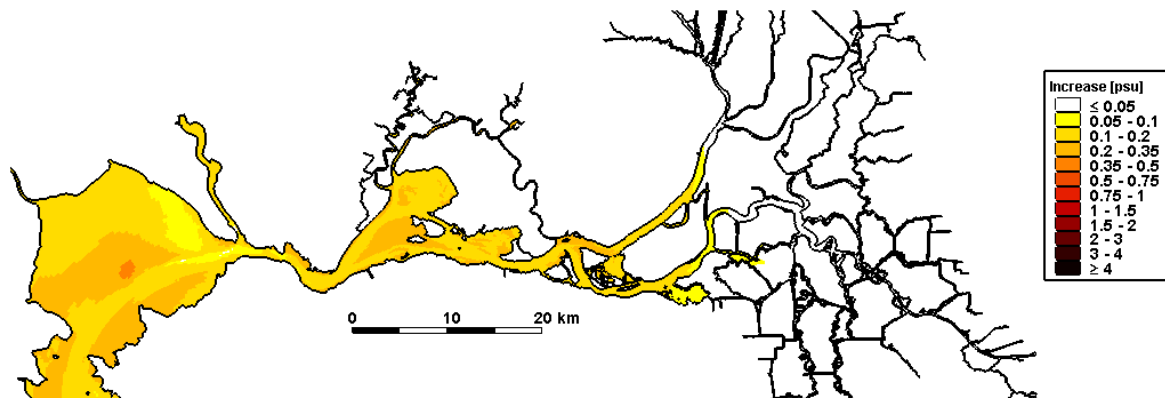 Increase [psu]
≤ 0.05
0.05 - 0.1
0.1 - 0.2
0.2 - 0.35
0.35 - 0.5
0.5 - 0.75
0.75 - 1
1 - 1.5
1.5 - 2
2 - 3
3 - 4
≥ 4
0 10 20 km